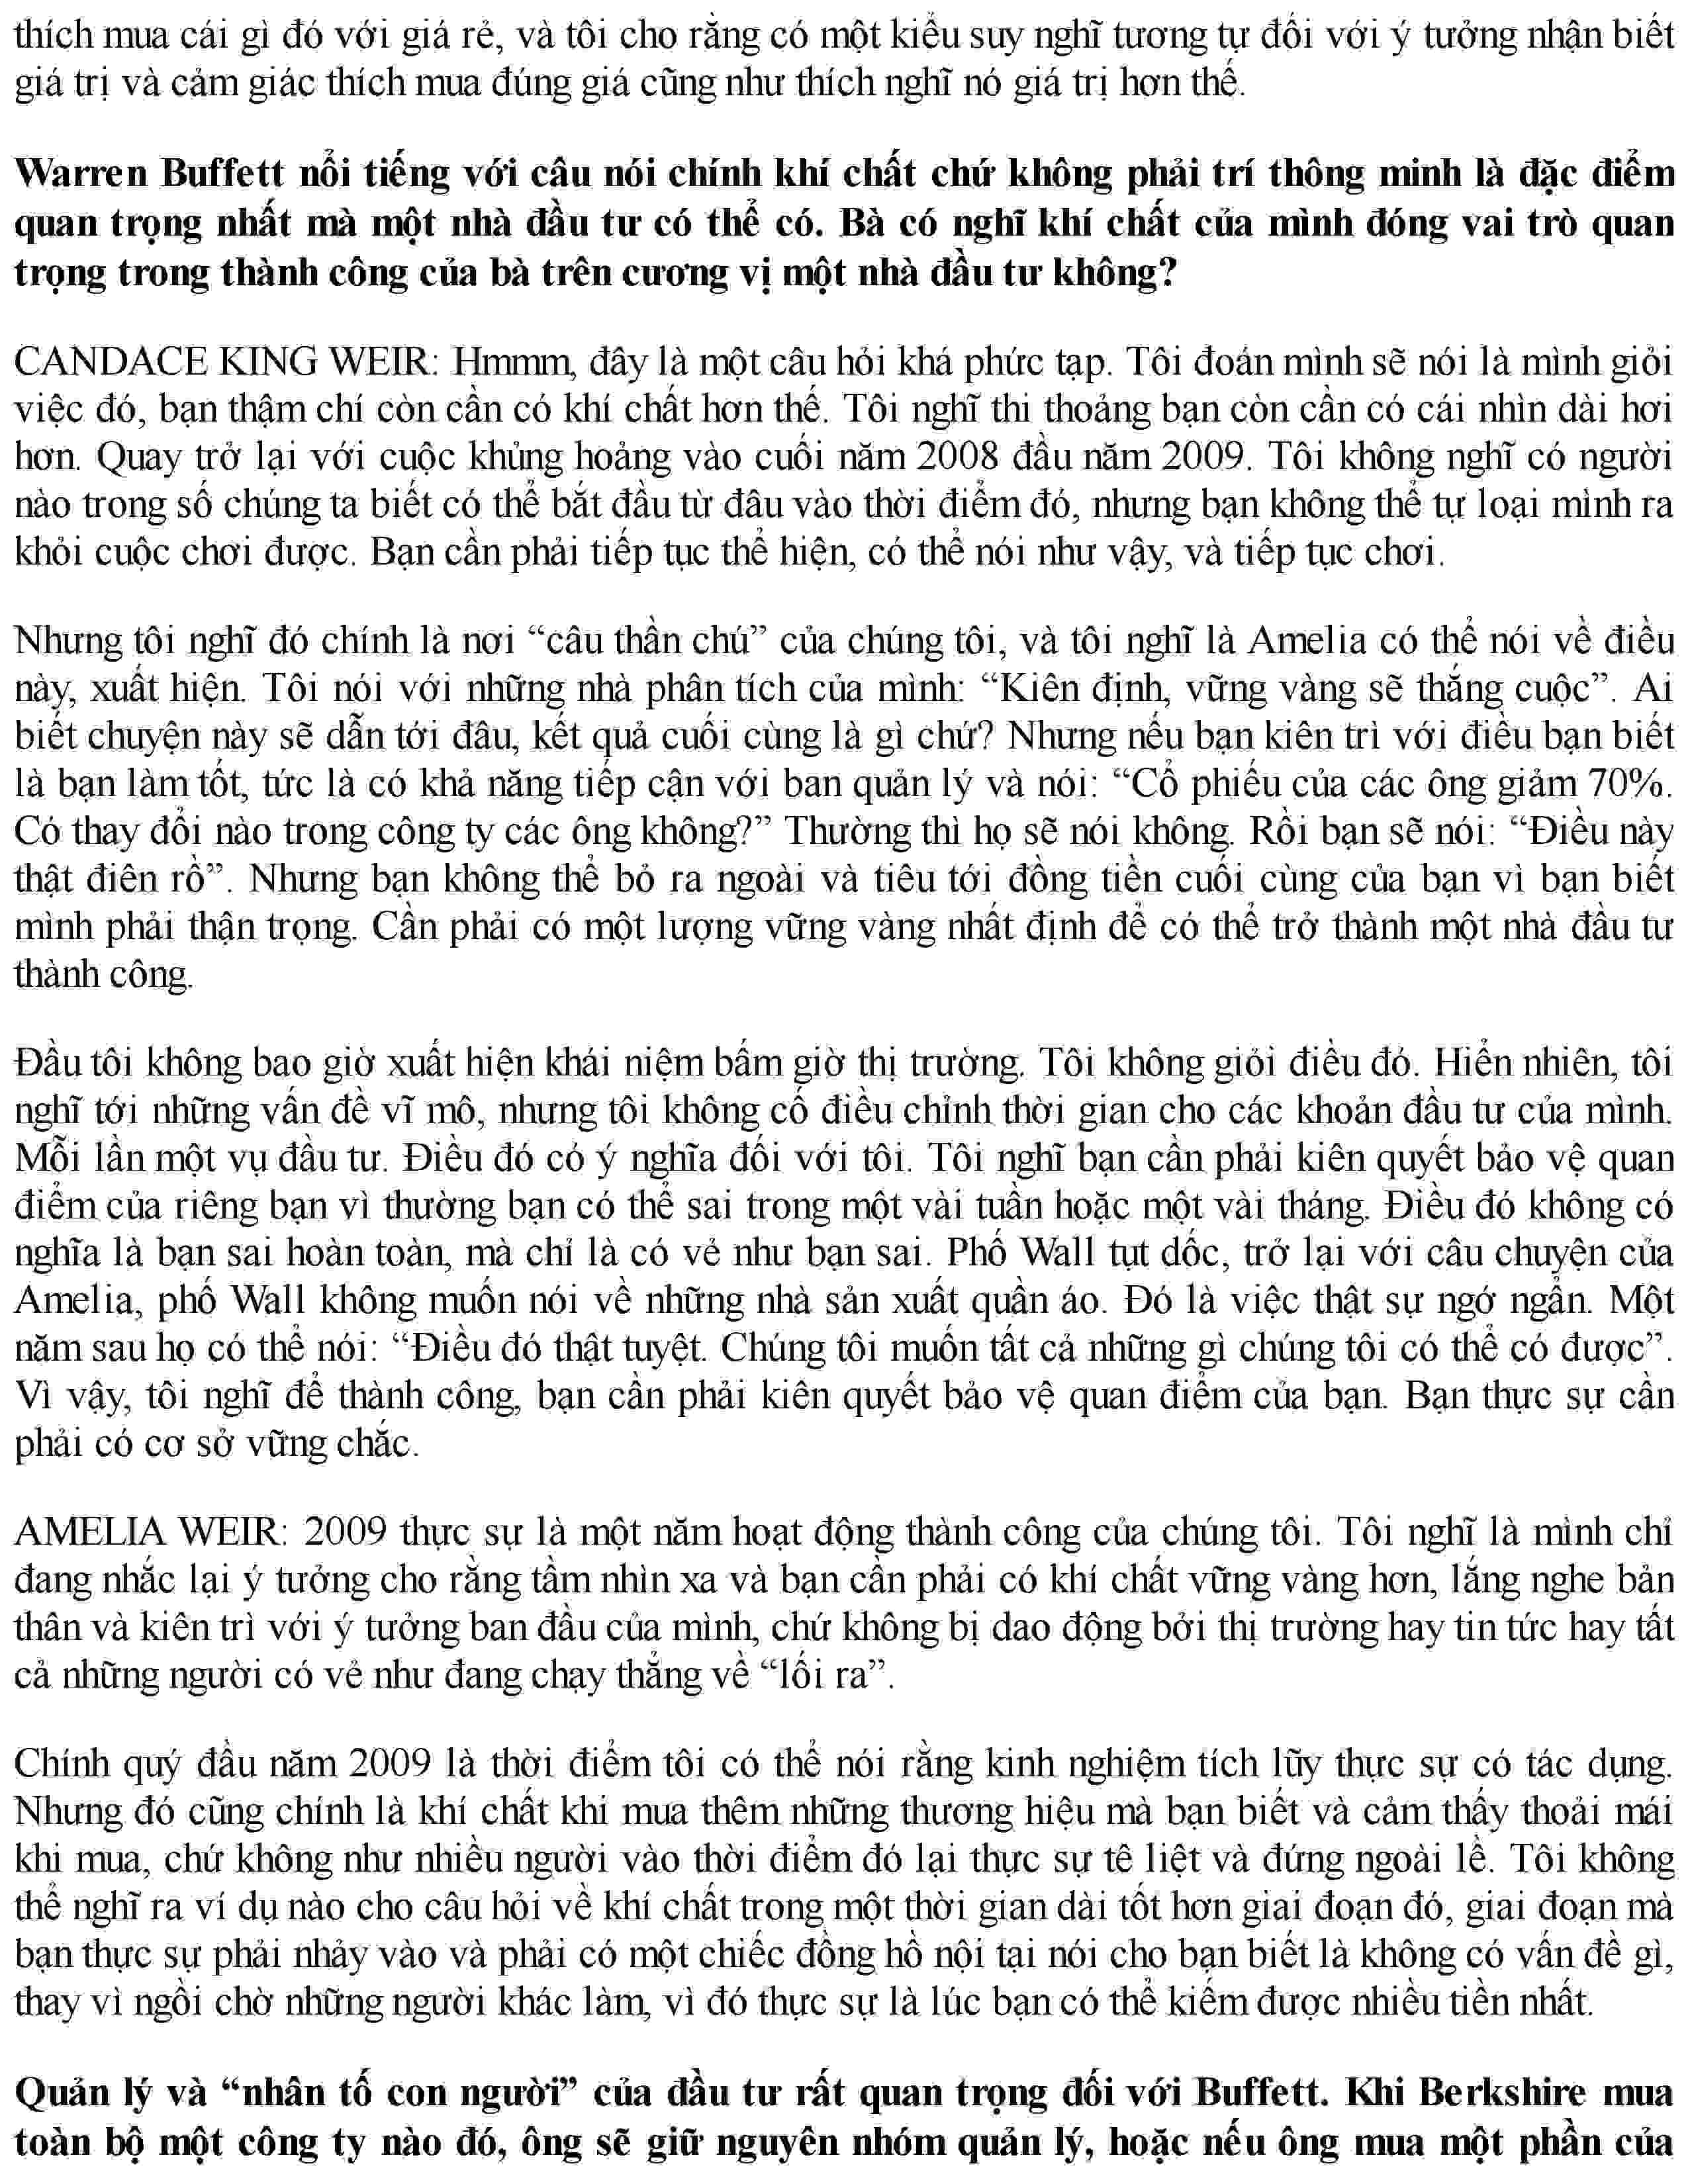 thích mua cái gì đó với giá rẻ, và tôi cho rằng có một kiểu suy nghĩ tương tự đối với ý tưởng nhận biết
giá trị và cảm giác thích mua đúng giá cũng như thích nghĩ nó giá trị hơn thế.
Warren Buffett nổi tiếng với câu nói chính khí chất chứ không phải trí thông minh là đặc điểm
quan trọng nhất mà một nhà đầu tư có thể có. Bà có nghĩ khí chất của mình đóng vai trò quan
trọng trong thành công của bà trên cương vị một nhà đầu tư không?
CANDACE KING WEIR: Hmmm, đây là một câu hỏi khá phức tạp. Tôi đoán mình sẽ nói là mình giỏi
việc đó, bạn thậm chí còn cần có khí chất hơn thế. Tôi nghĩ thi thoảng bạn còn cần có cái nhìn dài hơi
hơn. Quay trở lại với cuộc khủng hoảng vào cuối năm 2008 đầu năm 2009. Tôi không nghĩ có người
nào trong số chúng ta biết có thể bắt đầu từ đâu vào thời điểm đó, nhưng bạn không thể tự loại mình ra
khỏi cuộc chơi được. Bạn cần phải tiếp tục thể hiện, có thể nói như vậy, và tiếp tục chơi.
Nhưng tôi nghĩ đó chính là nơi “câu thần chú” của chúng tôi, và tôi nghĩ là Amelia có thể nói về điều
này, xuất hiện. Tôi nói với những nhà phân tích của mình: “Kiên định, vững vàng sẽ thắng cuộc”. Ai
biết chuyện này sẽ dẫn tới đâu, kết quả cuối cùng là gì chứ? Nhưng nếu bạn kiên trì với điều bạn biết
là bạn làm tốt, tức là có khả năng tiếp cận với ban quản lý và nói: “Cổ phiếu của các ông giảm 70%.
Có thay đổi nào trong công ty các ông không?” Thường thì họ sẽ nói không. Rồi bạn sẽ nói: “Điều này
thật điên rồ”. Nhưng bạn không thể bỏ ra ngoài và tiêu tới đồng tiền cuối cùng của bạn vì bạn biết
mình phải thận trọng. Cần phải có một lượng vững vàng nhất định để có thể trở thành một nhà đầu tư
thành công.
Đầu tôi không bao giờ xuất hiện khái niệm bấm giờ thị trường. Tôi không giỏi điều đó. Hiển nhiên, tôi
nghĩ tới những vấn đề vĩ mô, nhưng tôi không cố điều chỉnh thời gian cho các khoản đầu tư của mình.
Mỗi lần một vụ đầu tư. Điều đó có ý nghĩa đối với tôi. Tôi nghĩ bạn cần phải kiên quyết bảo vệ quan
điểm của riêng bạn vì thường bạn có thể sai trong một vài tuần hoặc một vài tháng. Điều đó không có
nghĩa là bạn sai hoàn toàn, mà chỉ là có vẻ như bạn sai. Phố Wall tụt dốc, trở lại với câu chuyện của
Amelia, phố Wall không muốn nói về những nhà sản xuất quần áo. Đó là việc thật sự ngớ ngẩn. Một
năm sau họ có thể nói: “Điều đó thật tuyệt. Chúng tôi muốn tất cả những gì chúng tôi có thể có được”.
Vì vậy, tôi nghĩ để thành công, bạn cần phải kiên quyết bảo vệ quan điểm của bạn. Bạn thực sự cần
phải có cơ sở vững chắc.
AMELIA WEIR: 2009 thực sự là một năm hoạt động thành công của chúng tôi. Tôi nghĩ là mình chỉ
đang nhắc lại ý tưởng cho rằng tầm nhìn xa và bạn cần phải có khí chất vững vàng hơn, lắng nghe bản
thân và kiên trì với ý tưởng ban đầu của mình, chứ không bị dao động bởi thị trường hay tin tức hay tất
cả những người có vẻ như đang chạy thẳng về “lối ra”.
Chính quý đầu năm 2009 là thời điểm tôi có thể nói rằng kinh nghiệm tích lũy thực sự có tác dụng.
Nhưng đó cũng chính là khí chất khi mua thêm những thương hiệu mà bạn biết và cảm thấy thoải mái
khi mua, chứ không như nhiều người vào thời điểm đó lại thực sự tê liệt và đứng ngoài lề. Tôi không
thể nghĩ ra ví dụ nào cho câu hỏi về khí chất trong một thời gian dài tốt hơn giai đoạn đó, giai đoạn mà
bạn thực sự phải nhảy vào và phải có một chiếc đồng hồ nội tại nói cho bạn biết là không có vấn đề gì,
thay vì ngồi chờ những người khác làm, vì đó thực sự là lúc bạn có thể kiếm được nhiều tiền nhất.
Quản lý và “nhân tố con người” của đầu tư rất quan trọng đối với Buffett. Khi Berkshire mua
toàn bộ một công ty nào đó, ông sẽ giữ nguyên nhóm quản lý, hoặc nếu ông mua một phần của